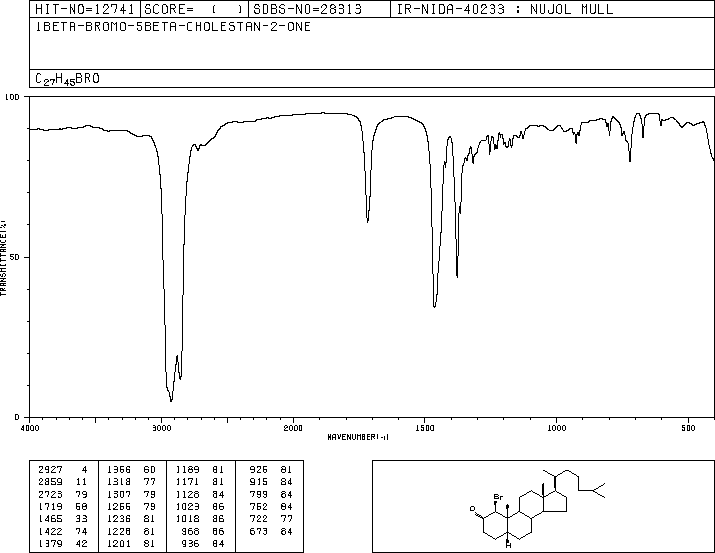 HIT-NO=12741 SCORE= ( ) SDBS-NO=28313 IR-NIDA-40233 : NUJOL MULL
1BETA-BROMO-5BETA-CHOLESTAN-2-ONE
C27H45BRO
100
50
0
TRANSMITTANCE(%)
4000 3000 2000 1500 1000 500
WAVENUMBER(-1)
2927 4 1366 60 1189 81 926 81
2859 11 1318 77 1171 81 915 84
2723 79 1307 79 1128 84 799 84
1719 60 1255 79 1023 86 752 84
1465 33 1236 81 1018 86 722 77
1422 74 1228 81 968 86 673 84
1379 42 1201 81 936 84
Br
O
H